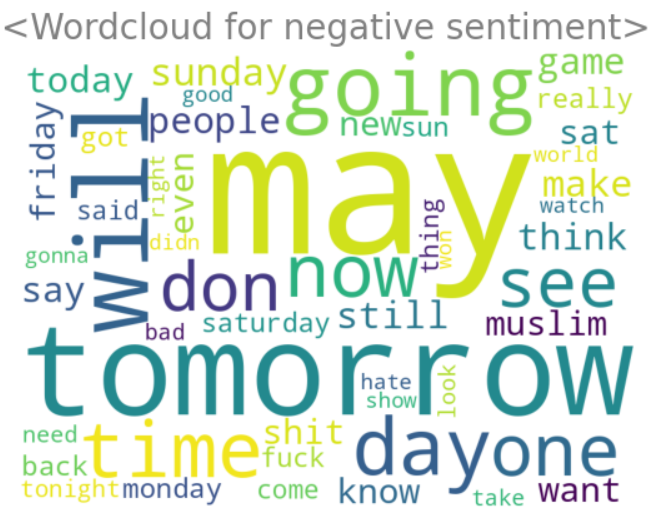 <Wordcloud for negative sentiment>
today
sunday
going
game
good
really
friday
will
got
people
new
sun
sat
said
right
even
may
world
make
watch
didn
thing
won
think
gonna
say
don
now
see
bad
saturday
still
muslim
tomorrow
hate
show
look
need
back
time
shit
fuck
day
one
tonight
monday
come
know
take
want